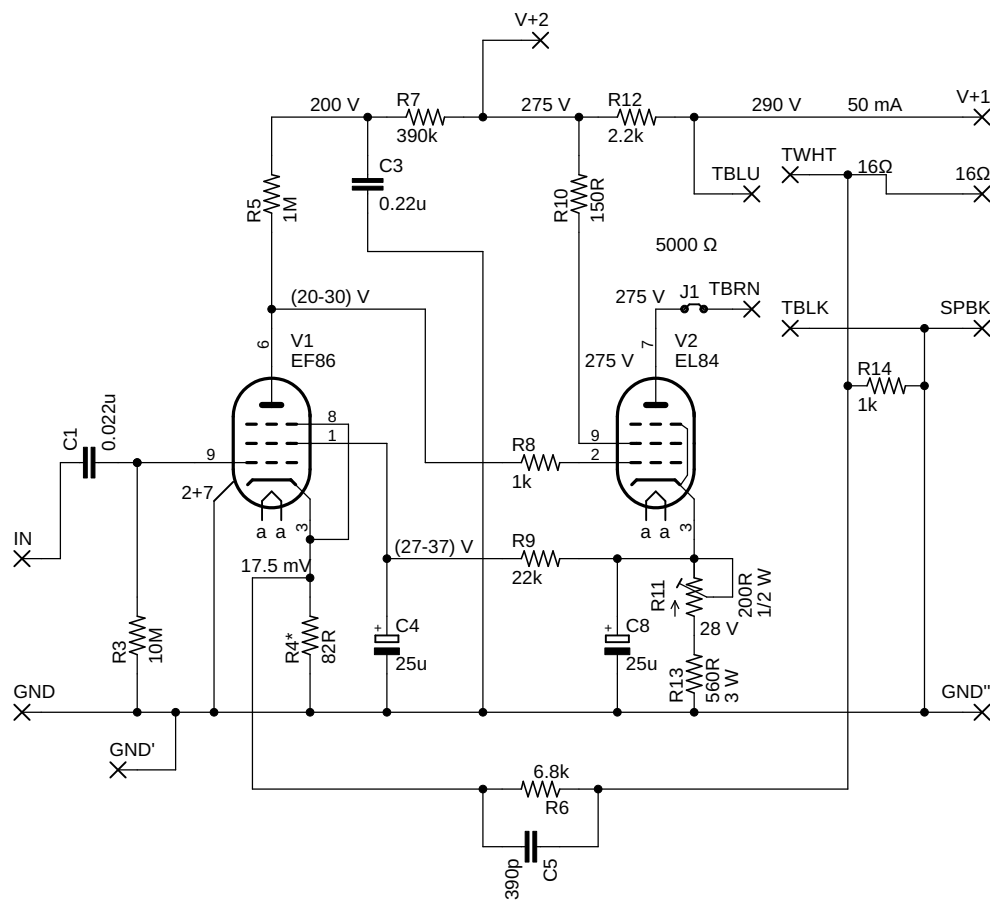 V+2
200 V
R7
390k
275 V
R12
2.2k
290 V
50 mA
V+1
C3
0.22u
R5
1M
R10
150R
TBLU
TWHT
16Ω
16Ω
5000 Ω
(20-30) V
275 V
J1
TBRN
TBLK
SPBK
6
V1
EF86
7
V2
EL84
275 V
R14
1k
C1
0.022u
8
1
9
2+7
R8
1k
9
2
a a
3
a a
3
IN
17.5 mV
(27-37) V
R9
22k
R11
200R
1/2 W
28 V
R3
10M
R4*
82R
+
C4
25u
+
C8
25u
R13
560R
3 W
GND
GND"
GND'
6.8k
R6
390p
C5